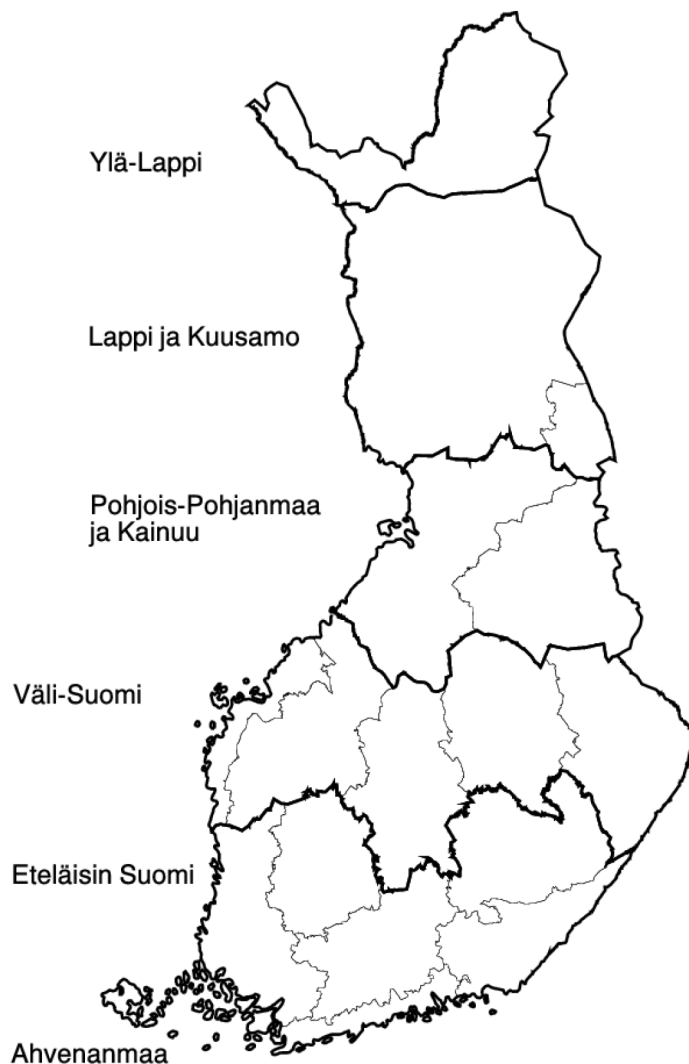 Ylä-Lappi
Lappi ja Kuusamo
Pohjois-Pohjanmaa
ja Kainuu
Väli-Suomi
Eteläisin Suomi
Ahvenanmaa